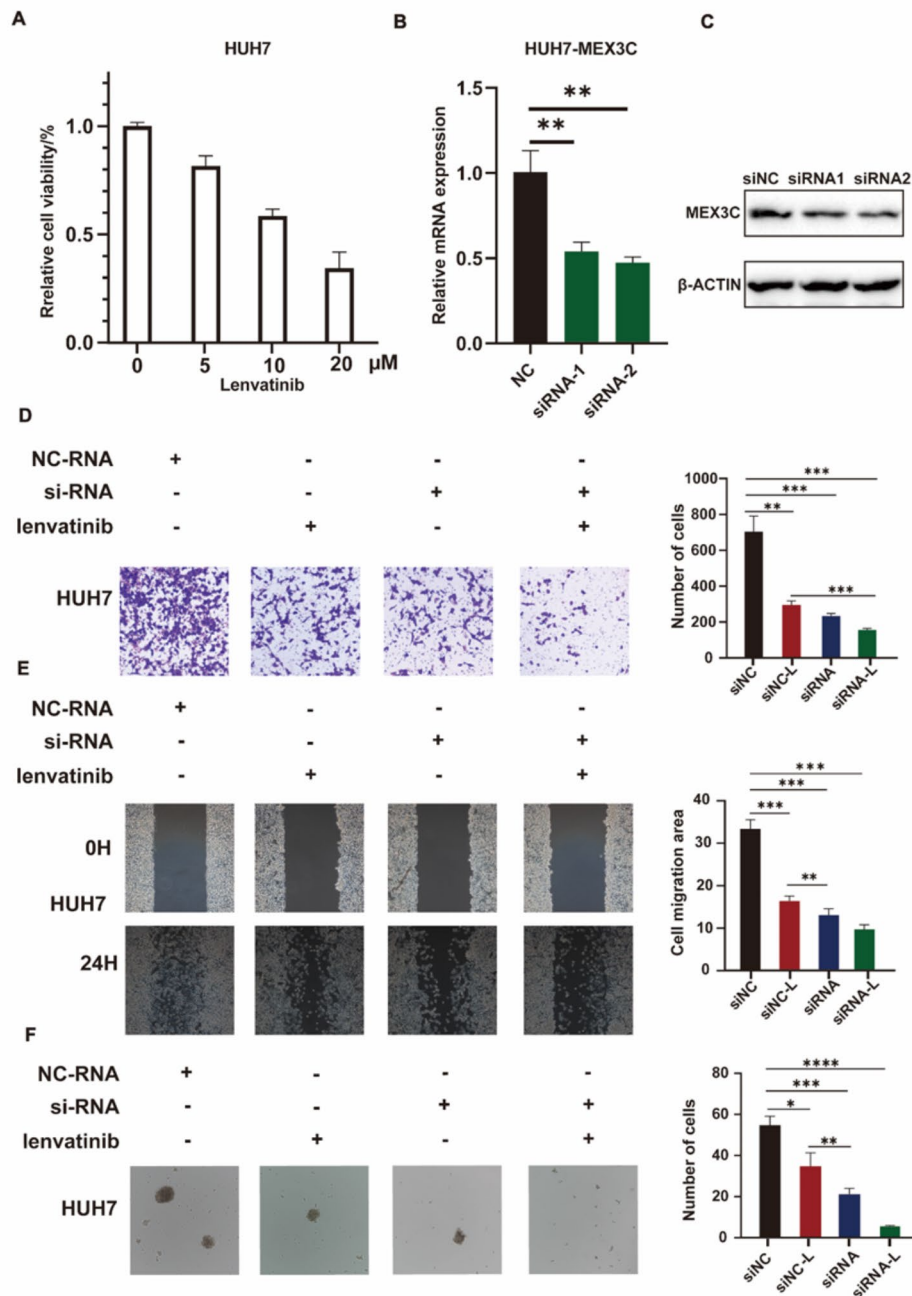 A
HUH7
Rrelative cell viability/%
1.0
0.5
0.0
0 5 10 20 μM
Lenvatinib
B
HUH7-MEX3C
Relative mRNA expression
1.5
1.0
0.5
0.0
**
**
NC
siRNA-1
siRNA-2
C
siNC siRNA1 siRNA2
MEX3C
β-ACTIN
D
NC-RNA + - - -
si-RNA - - + +
lenvatinib - + - +
HUH7
Number of cells
1000
800
600
400
200
0
***
***
**
***
siNC
siNC-L
siRNA
siRNA-L
E
NC-RNA + - - -
si-RNA - - + +
lenvatinib - + - +
0H
HUH7
24H
Cell migration area
40
30
20
10
0
***
***
***
**
siNC
siNC-L
siRNA
siRNA-L
F
NC-RNA + - - -
si-RNA - - + +
lenvatinib - + - +
HUH7
Number of cells
80
60
40
20
0
****
***
*
**
siNC
siNC-L
siRNA
siRNA-L